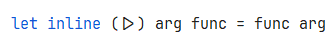 let inline (|>) arg func = func arg